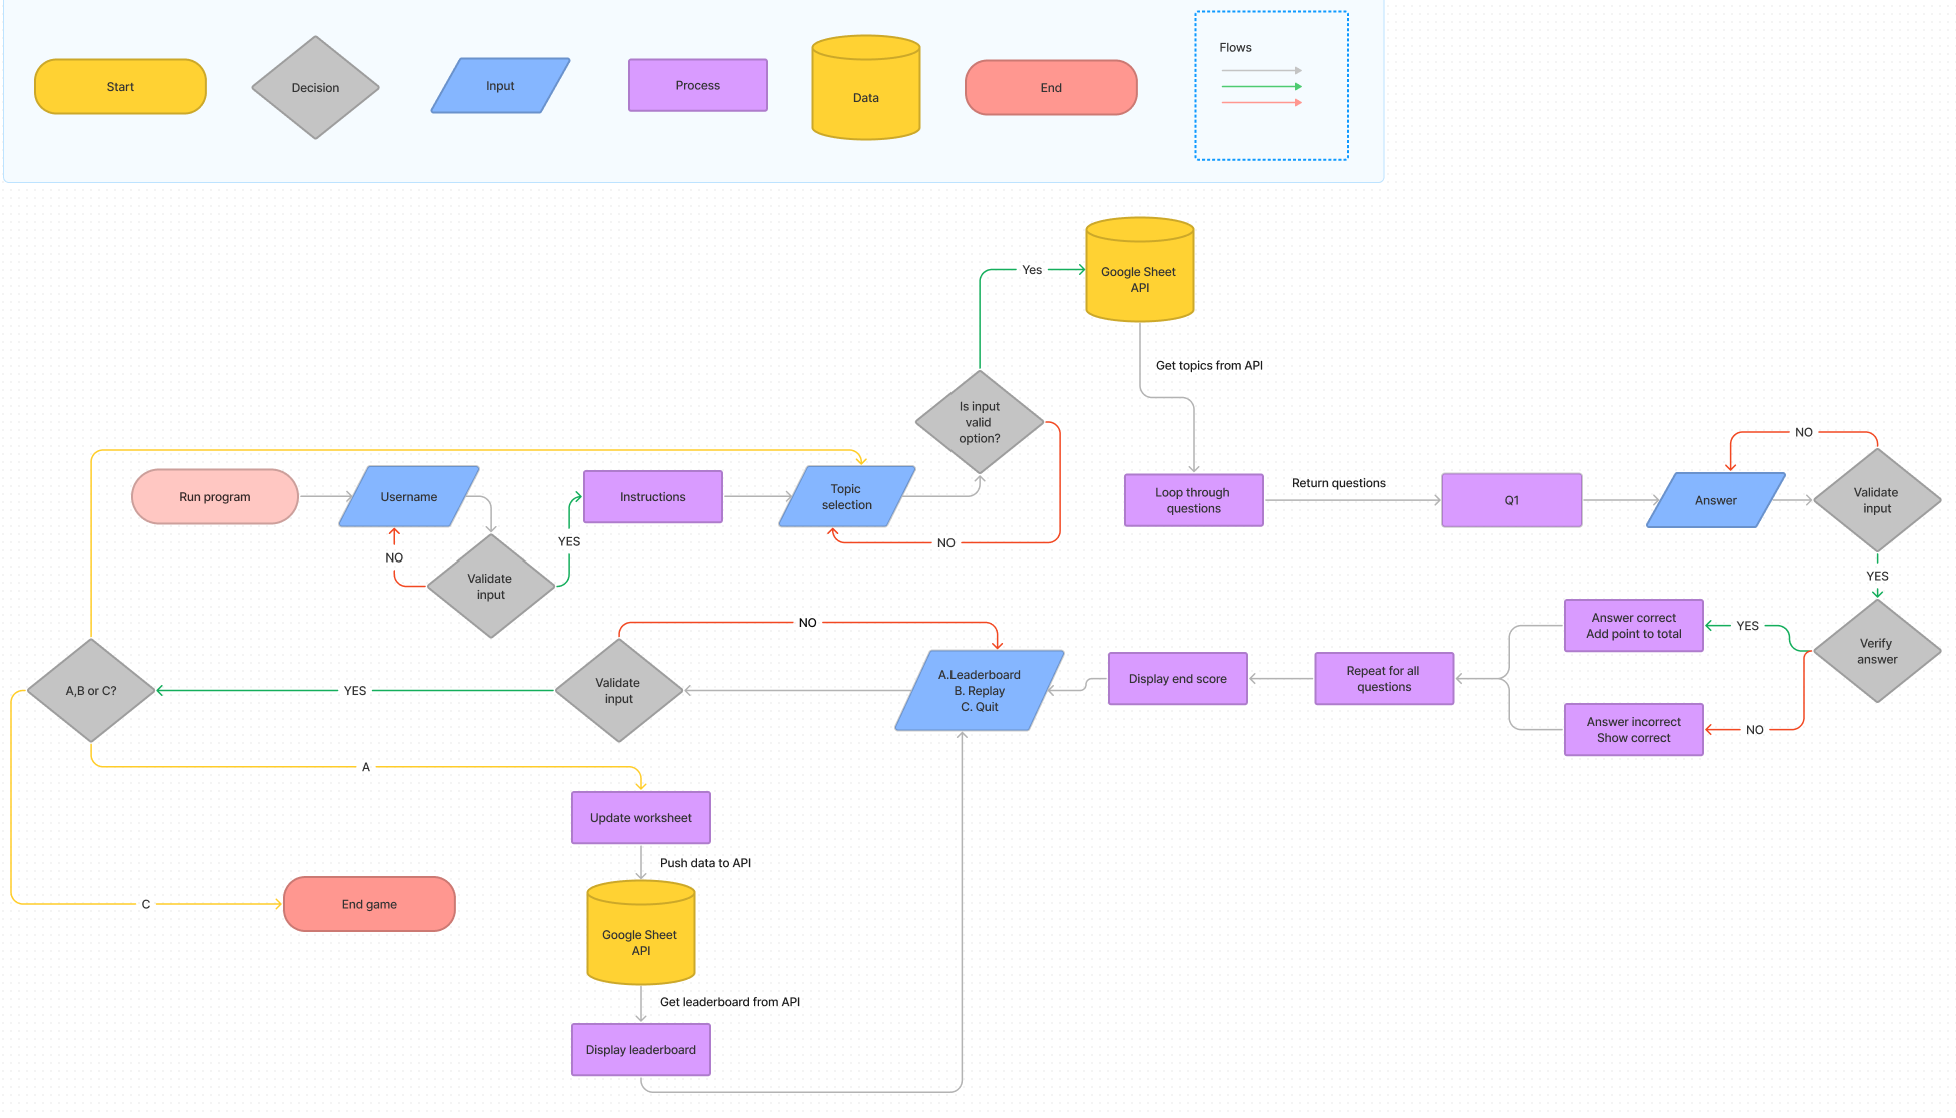 Start
Decision
Input
Process
Data
End
Flows
Google Sheet
API
Yes
Get topics from API
Is input
valid
option?
NO
Run program
Username
Instructions
Topic
selection
NO
Validate
input
YES
NO
Loop through
questions
Return questions
Q1
Answer
Validate
input
NO
YES
Verify
answer
YES
Answer correct
Add point to total
NO
Answer incorrect
Show correct
Repeat for all
questions
Display end score
A.Leaderboard
B. Replay
C. Quit
NO
Validate
input
YES
A,B or C?
A
Update worksheet
Push data to API
C
End game
Google Sheet
API
Get leaderboard from API
Display leaderboard